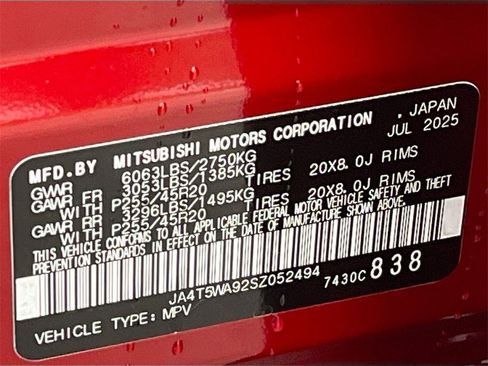 MFD.BY MITSUBISHI MOTORS CORPORATION , JAPAN
JUL 2025
GVWR 6063LBS/2750KG
GAWR FR 3053LBS/1385KG
WITH P255/45R20 TIRES 20X8.0J RIMS
GAWR RR 3296LBS/1495KG
WITH P255/45R20 TIRES 20X8.0J RIMS
THIS VEHICLE CONFORMS TO ALL APPLICABLE FEDERAL MOTOR VEHICLE SAFETY AND THEFT
PREVENTION STANDARDS IN EFFECT ON THE DATE OF MANUFACTURE SHOWN ABOVE.
JA4T5WA92SZ052494
7430C 838
VEHICLE TYPE: MPV